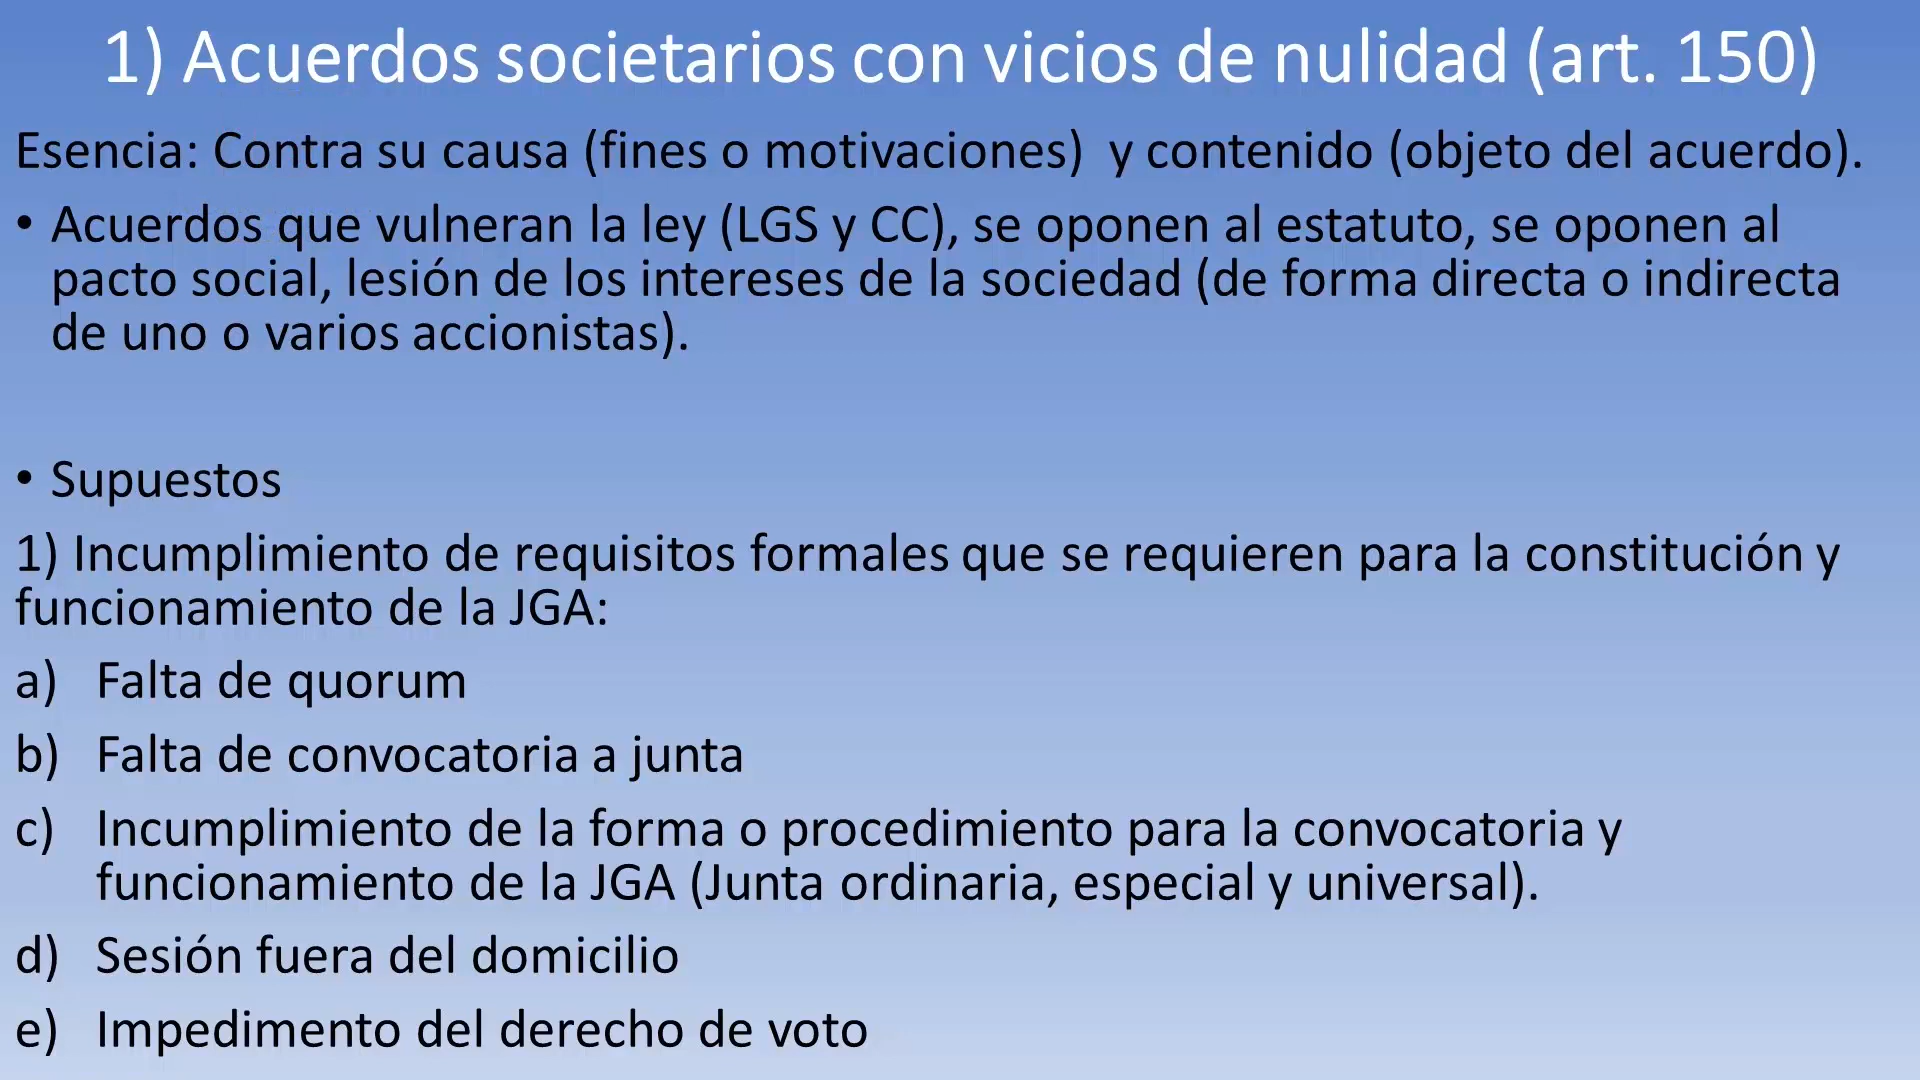 1) Acuerdos societarios con vicios de nulidad (art. 150)
Esencia: Contra su causa (fines o motivaciones)  y contenido (objeto del acuerdo).
• Acuerdos que vulneran la ley (LGS y CC), se oponen al estatuto, se oponen al
pacto social, lesión de los intereses de la sociedad (de forma directa o indirecta
de uno o varios accionistas).
• Supuestos
1) Incumplimiento de requisitos formales que se requieren para la constitución y
funcionamiento de la JGA:
a) Falta de quorum
b) Falta de convocatoria a junta
c) Incumplimiento de la forma o procedimiento para la convocatoria y
funcionamiento de la JGA (Junta ordinaria, especial y universal).
d) Sesión fuera del domicilio
e) Impedimento del derecho de voto